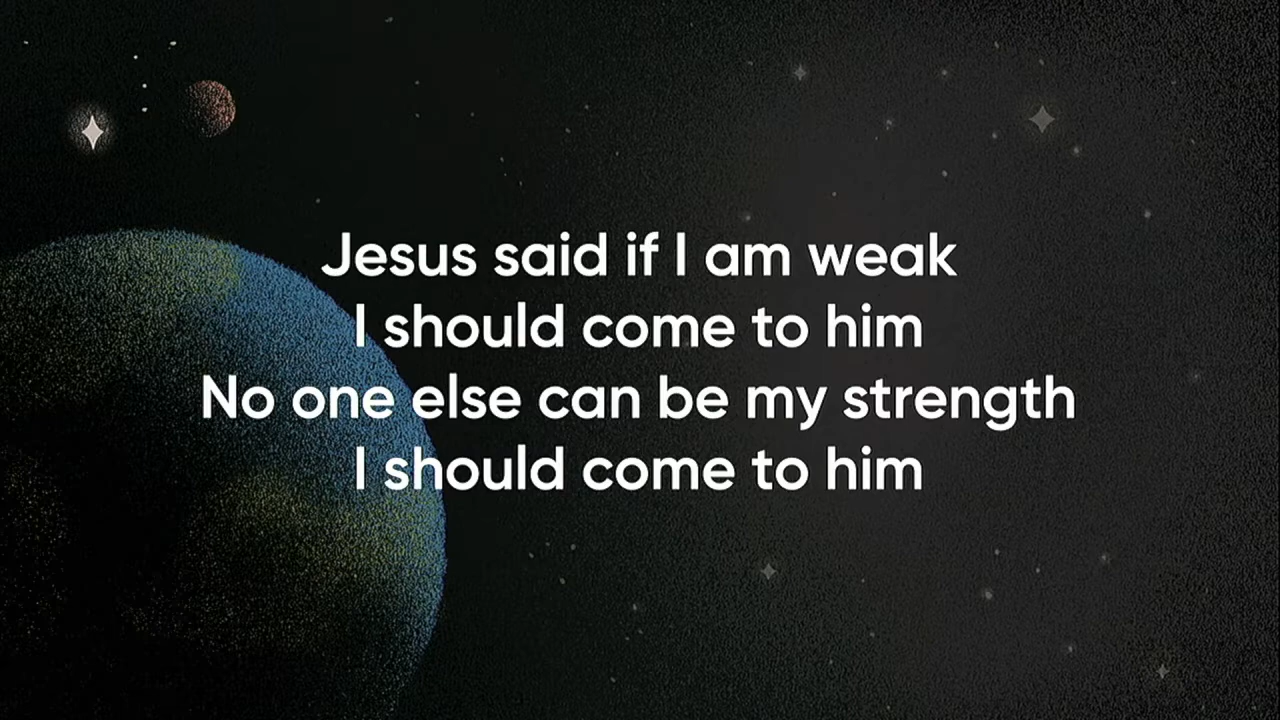 Jesus said if I am weak
I should come to him
No one else can be my strength
I should come to him